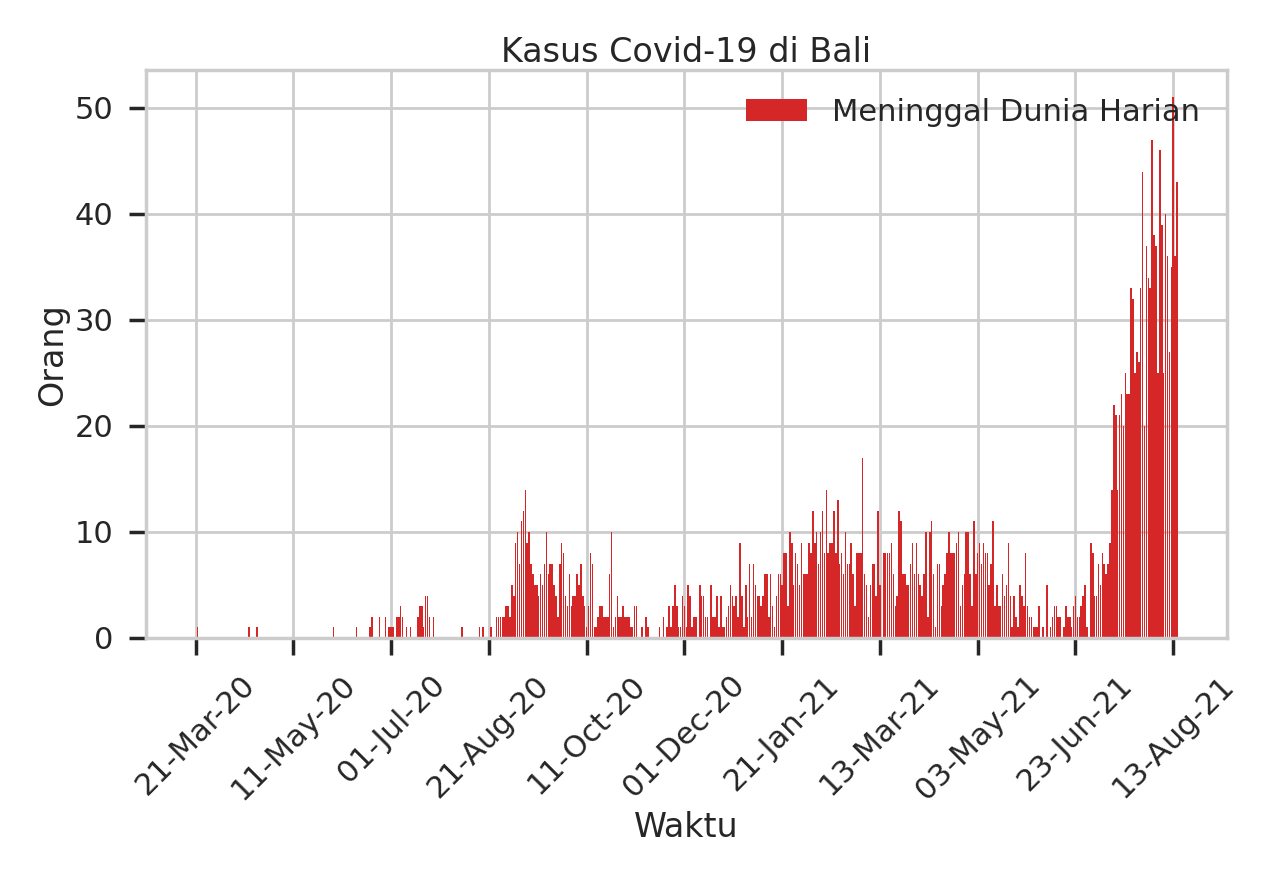 Kasus Covid-19 di Bali
Meninggal Dunia Harian
Orang
50
40
30
20
10
0
21-Mar-20
11-May-20
01-Jul-20
21-Aug-20
11-Oct-20
01-Dec-20
21-Jan-21
13-Mar-21
03-May-21
23-Jun-21
13-Aug-21
Waktu